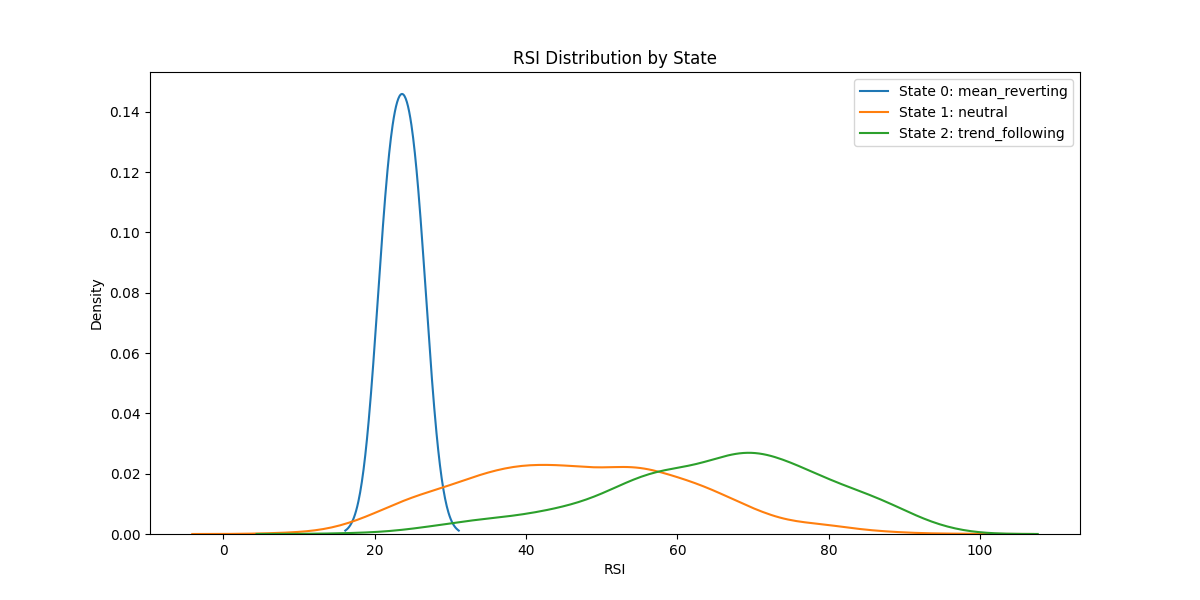 RSI Distribution by State
State 0: mean_reverting
State 1: neutral
State 2: trend_following
Density
0.14
0.12
0.10
0.08
0.06
0.04
0.02
0.00
0 20 40 60 80 100
RSI